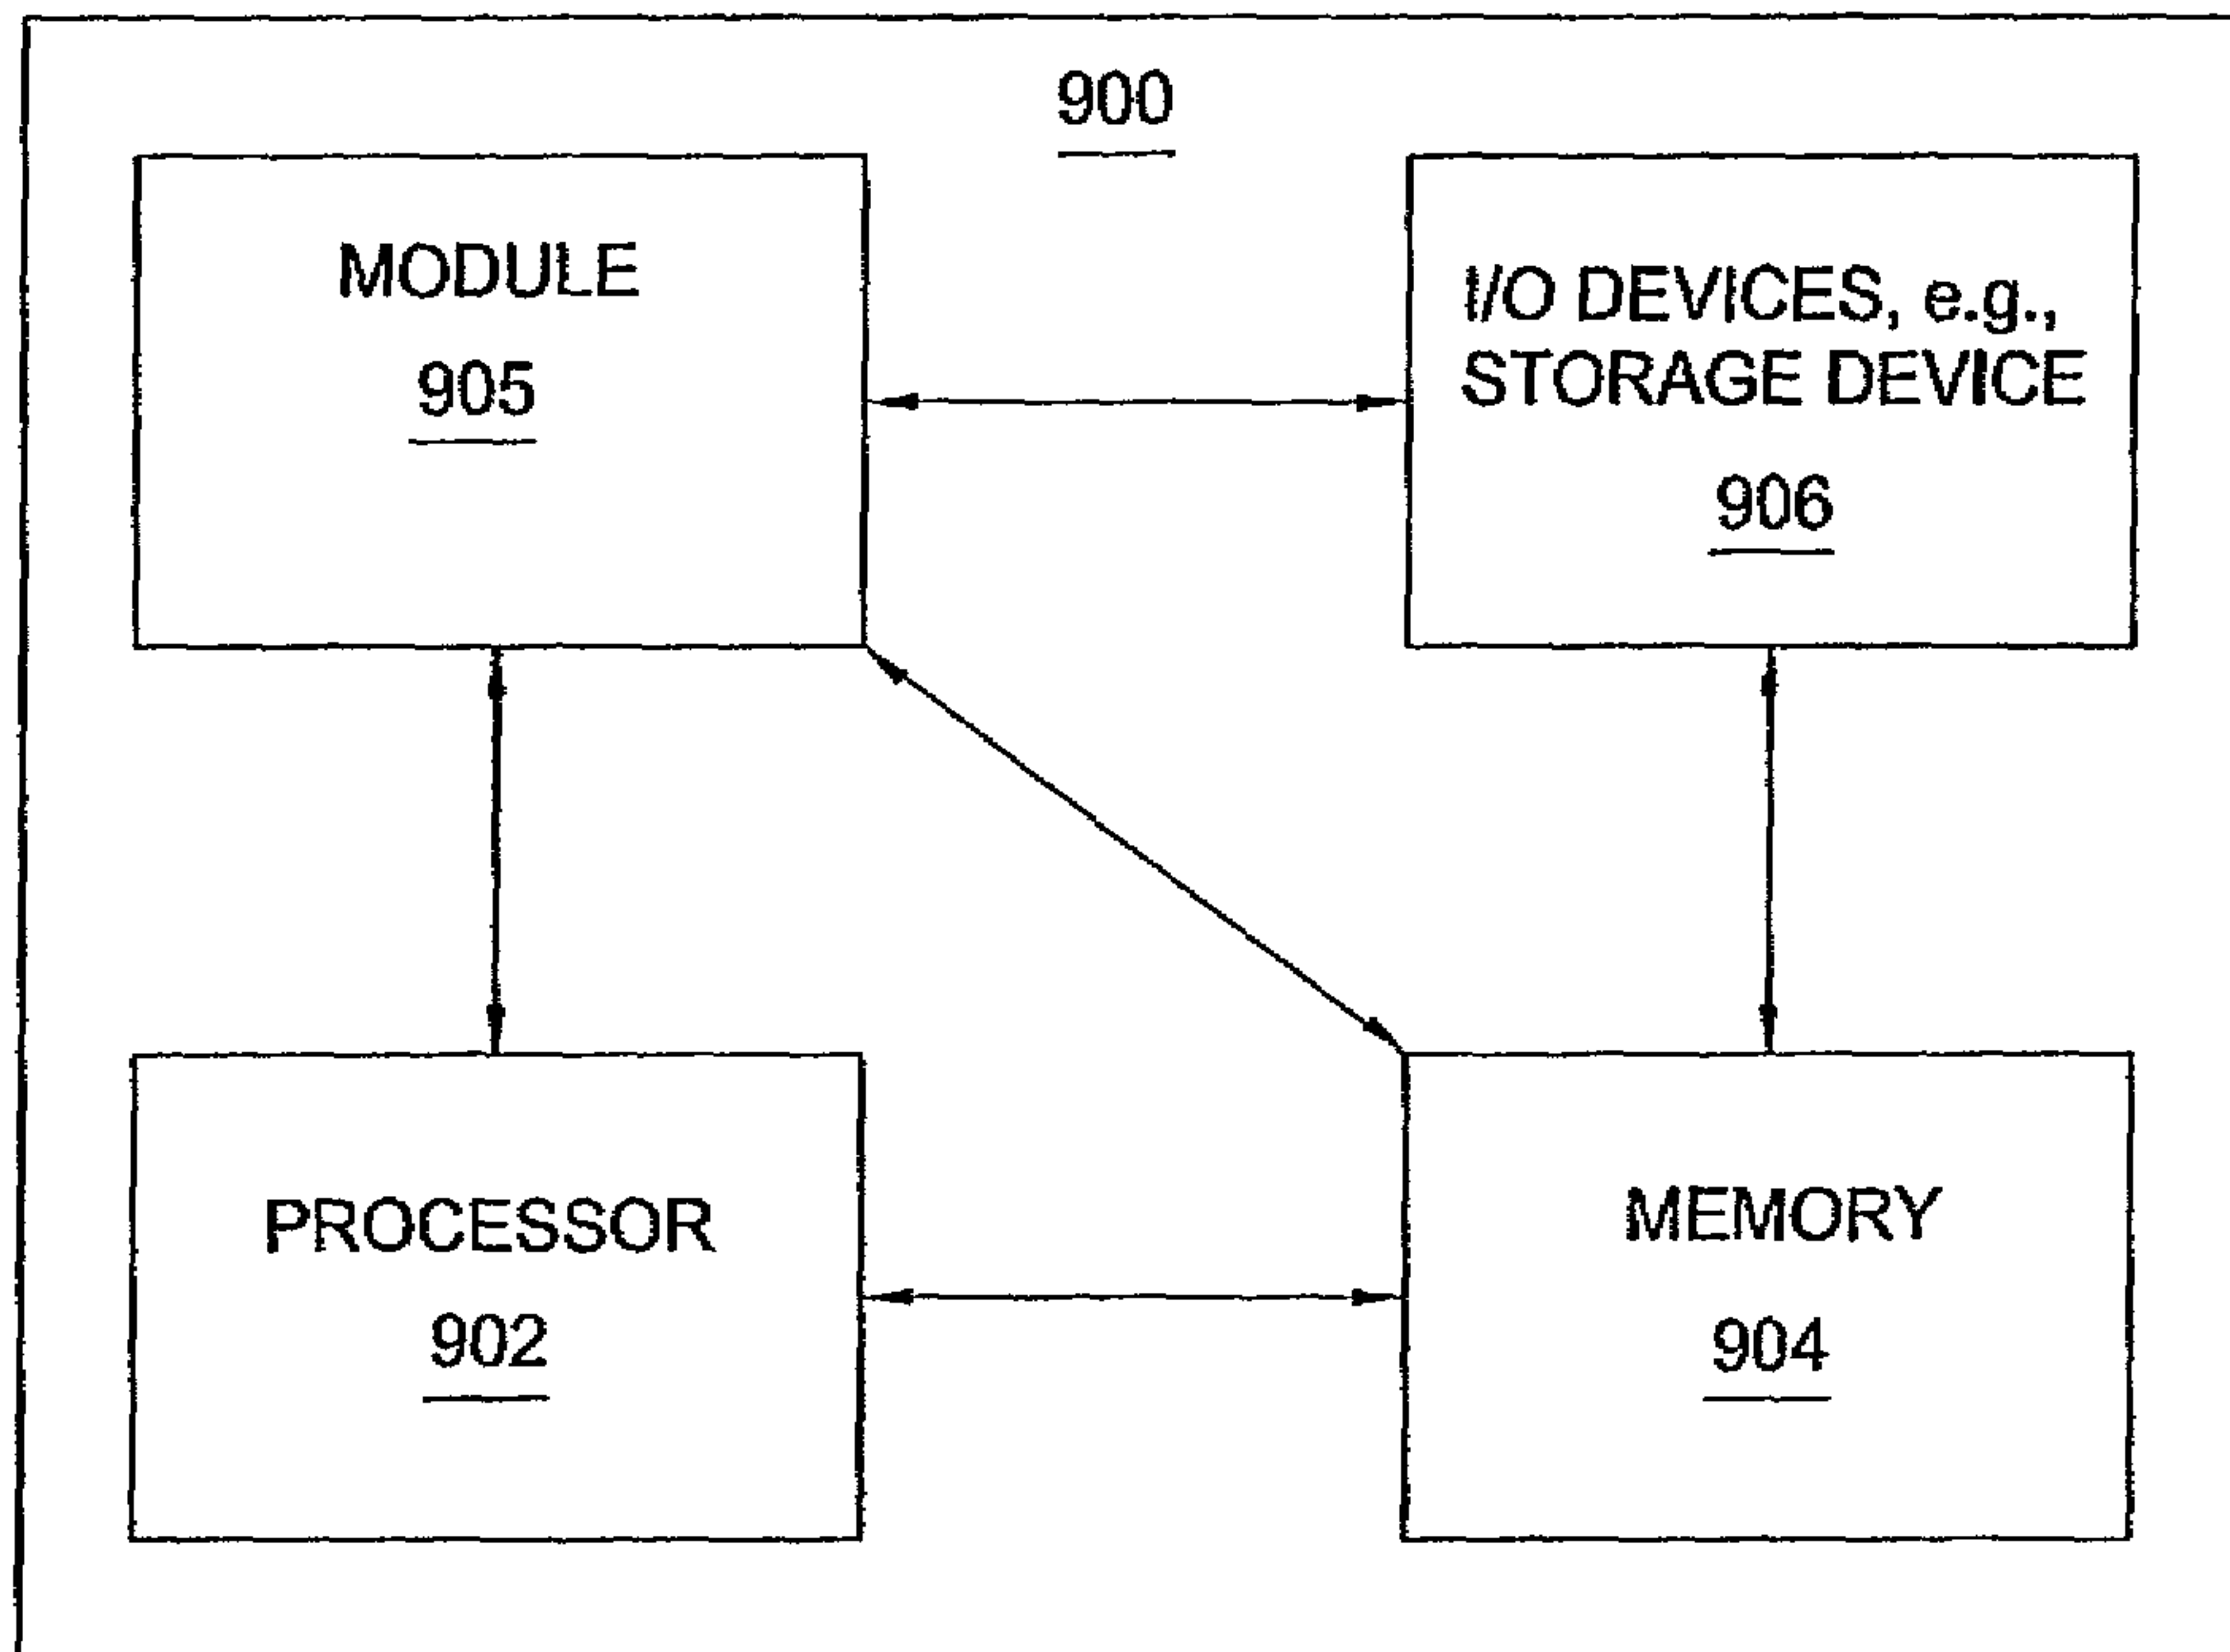 900
MODULE
905
I/O DEVICES, e.g.,
STORAGE DEVICE
906
PROCESSOR
902
MEMORY
904